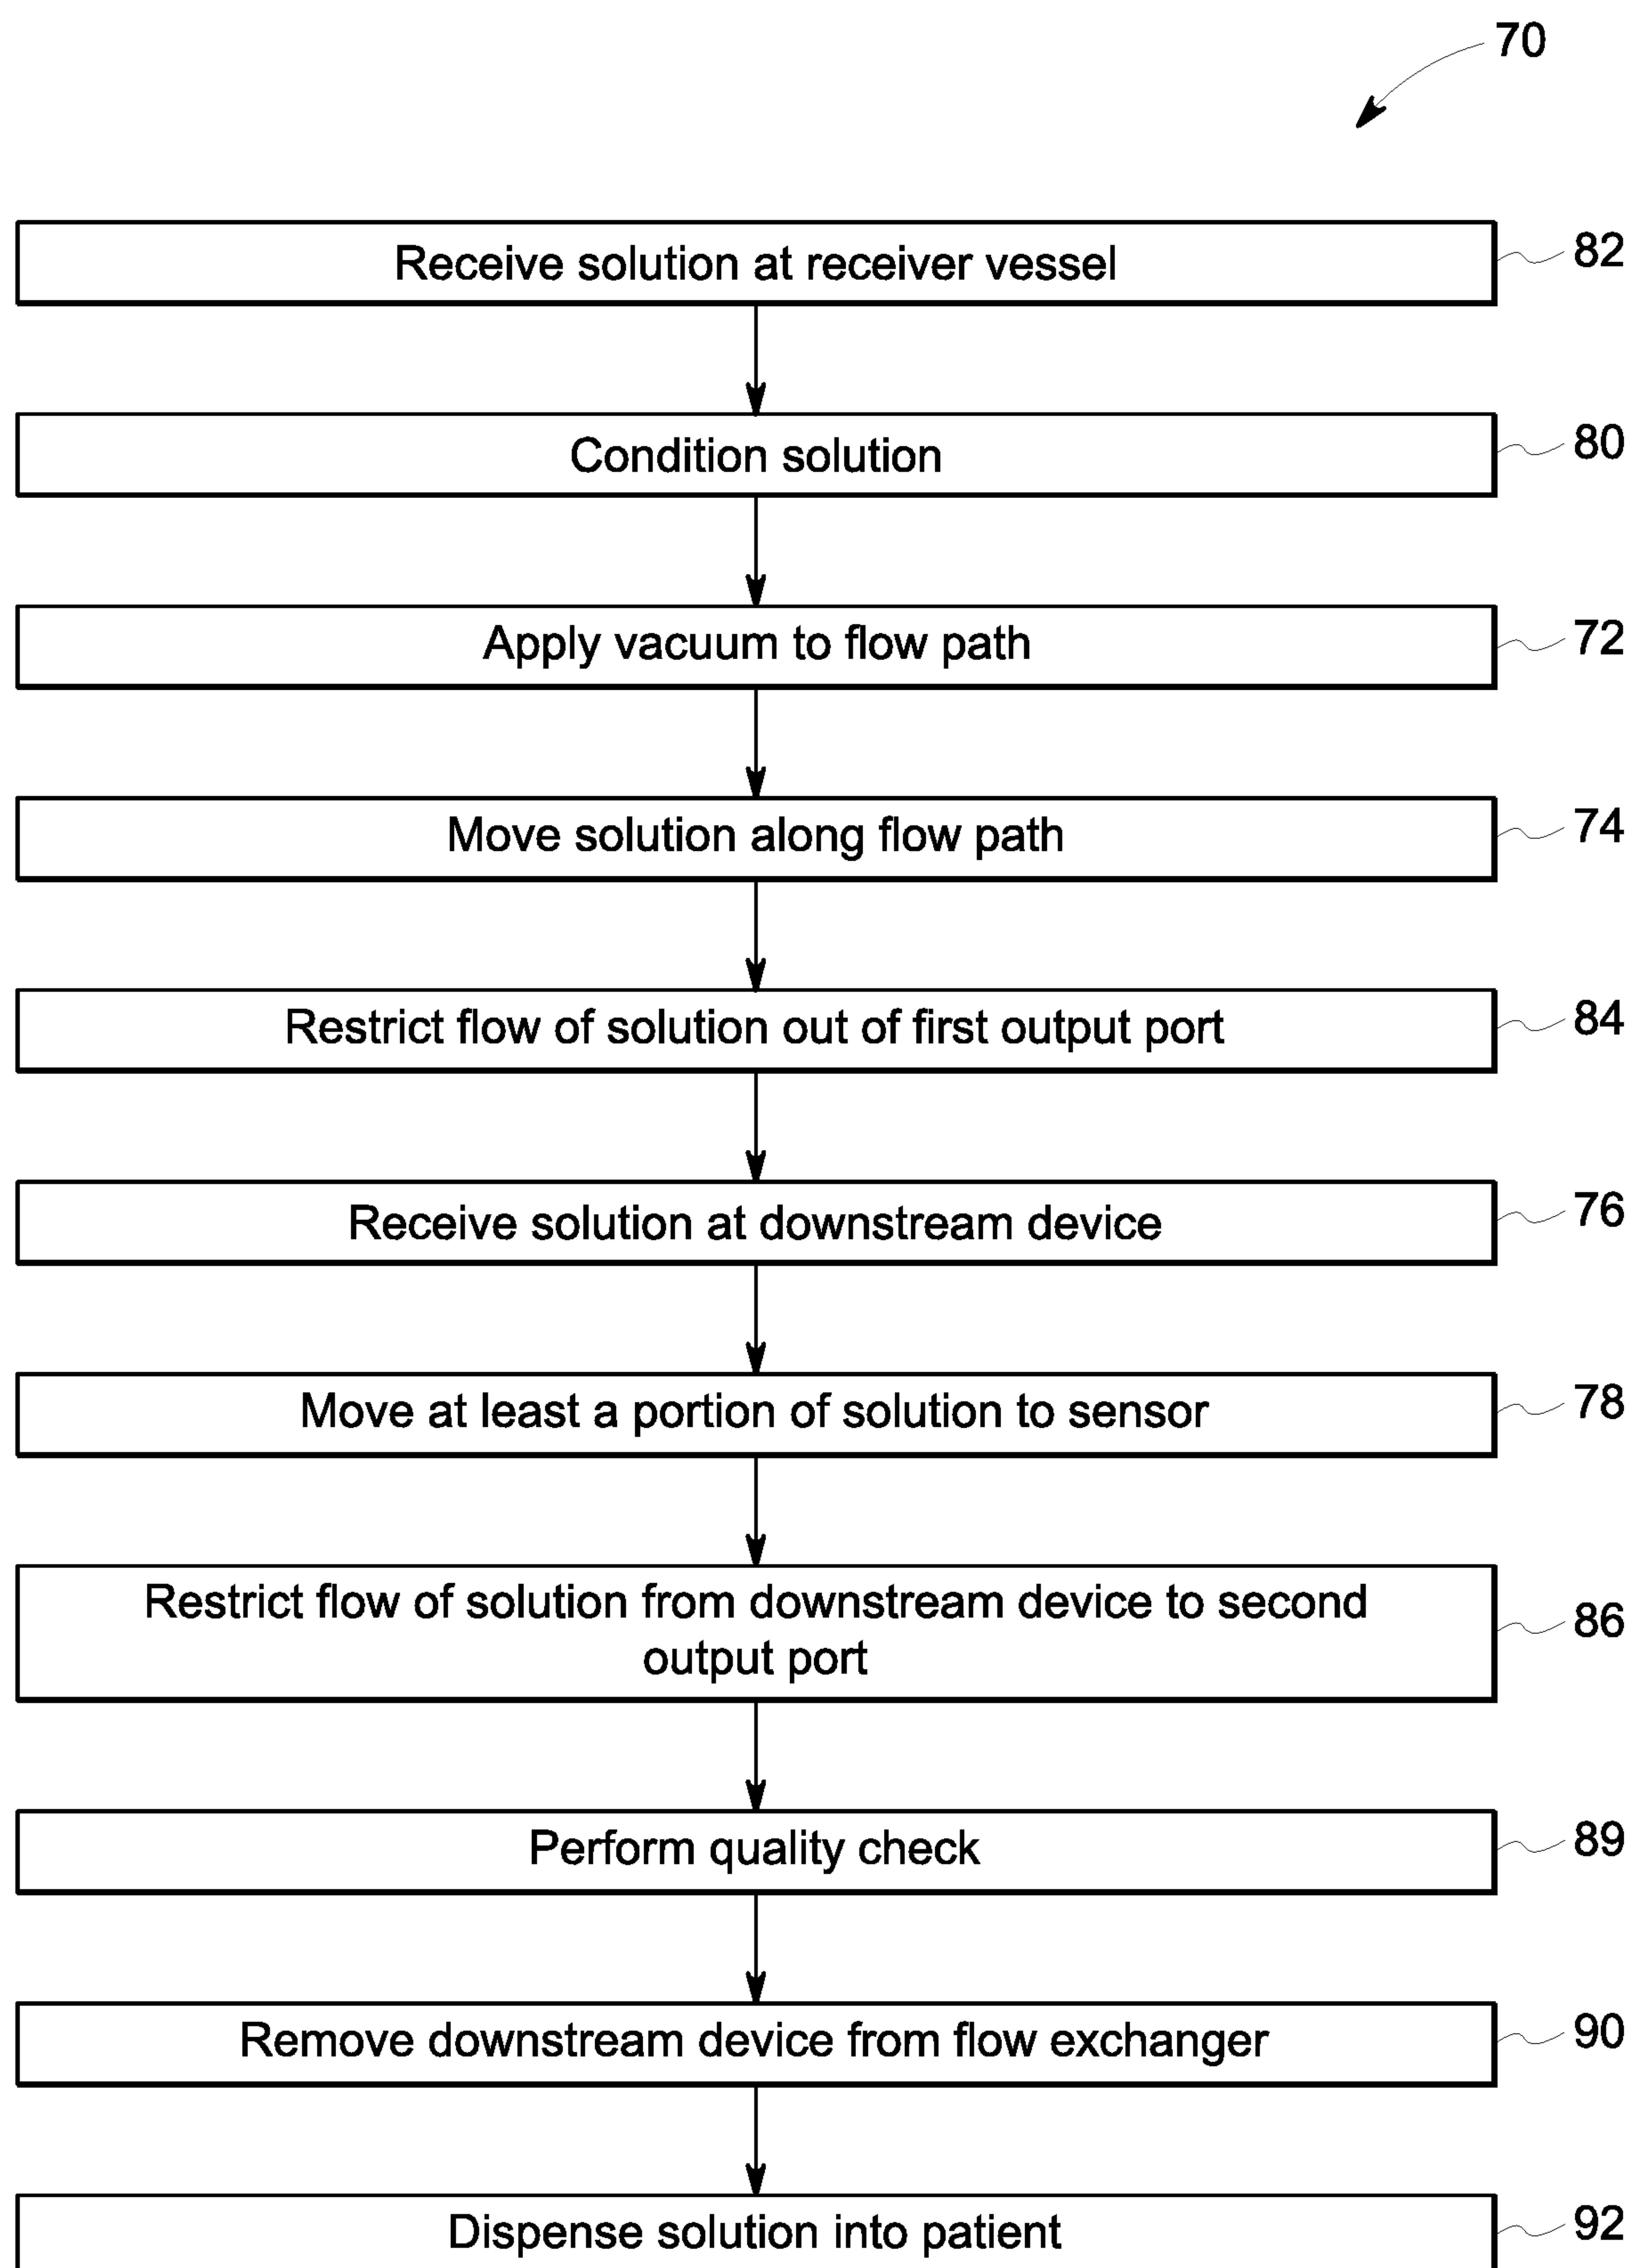 70
Receive solution at receiver vessel 82
Condition solution 80
Apply vacuum to flow path 72
Move solution along flow path 74
Restrict flow of solution out of first output port 84
Receive solution at downstream device 76
Move at least a portion of solution to sensor 78
Restrict flow of solution from downstream device to second
output port 86
Perform quality check 89
Remove downstream device from flow exchanger 90
Dispense solution into patient 92